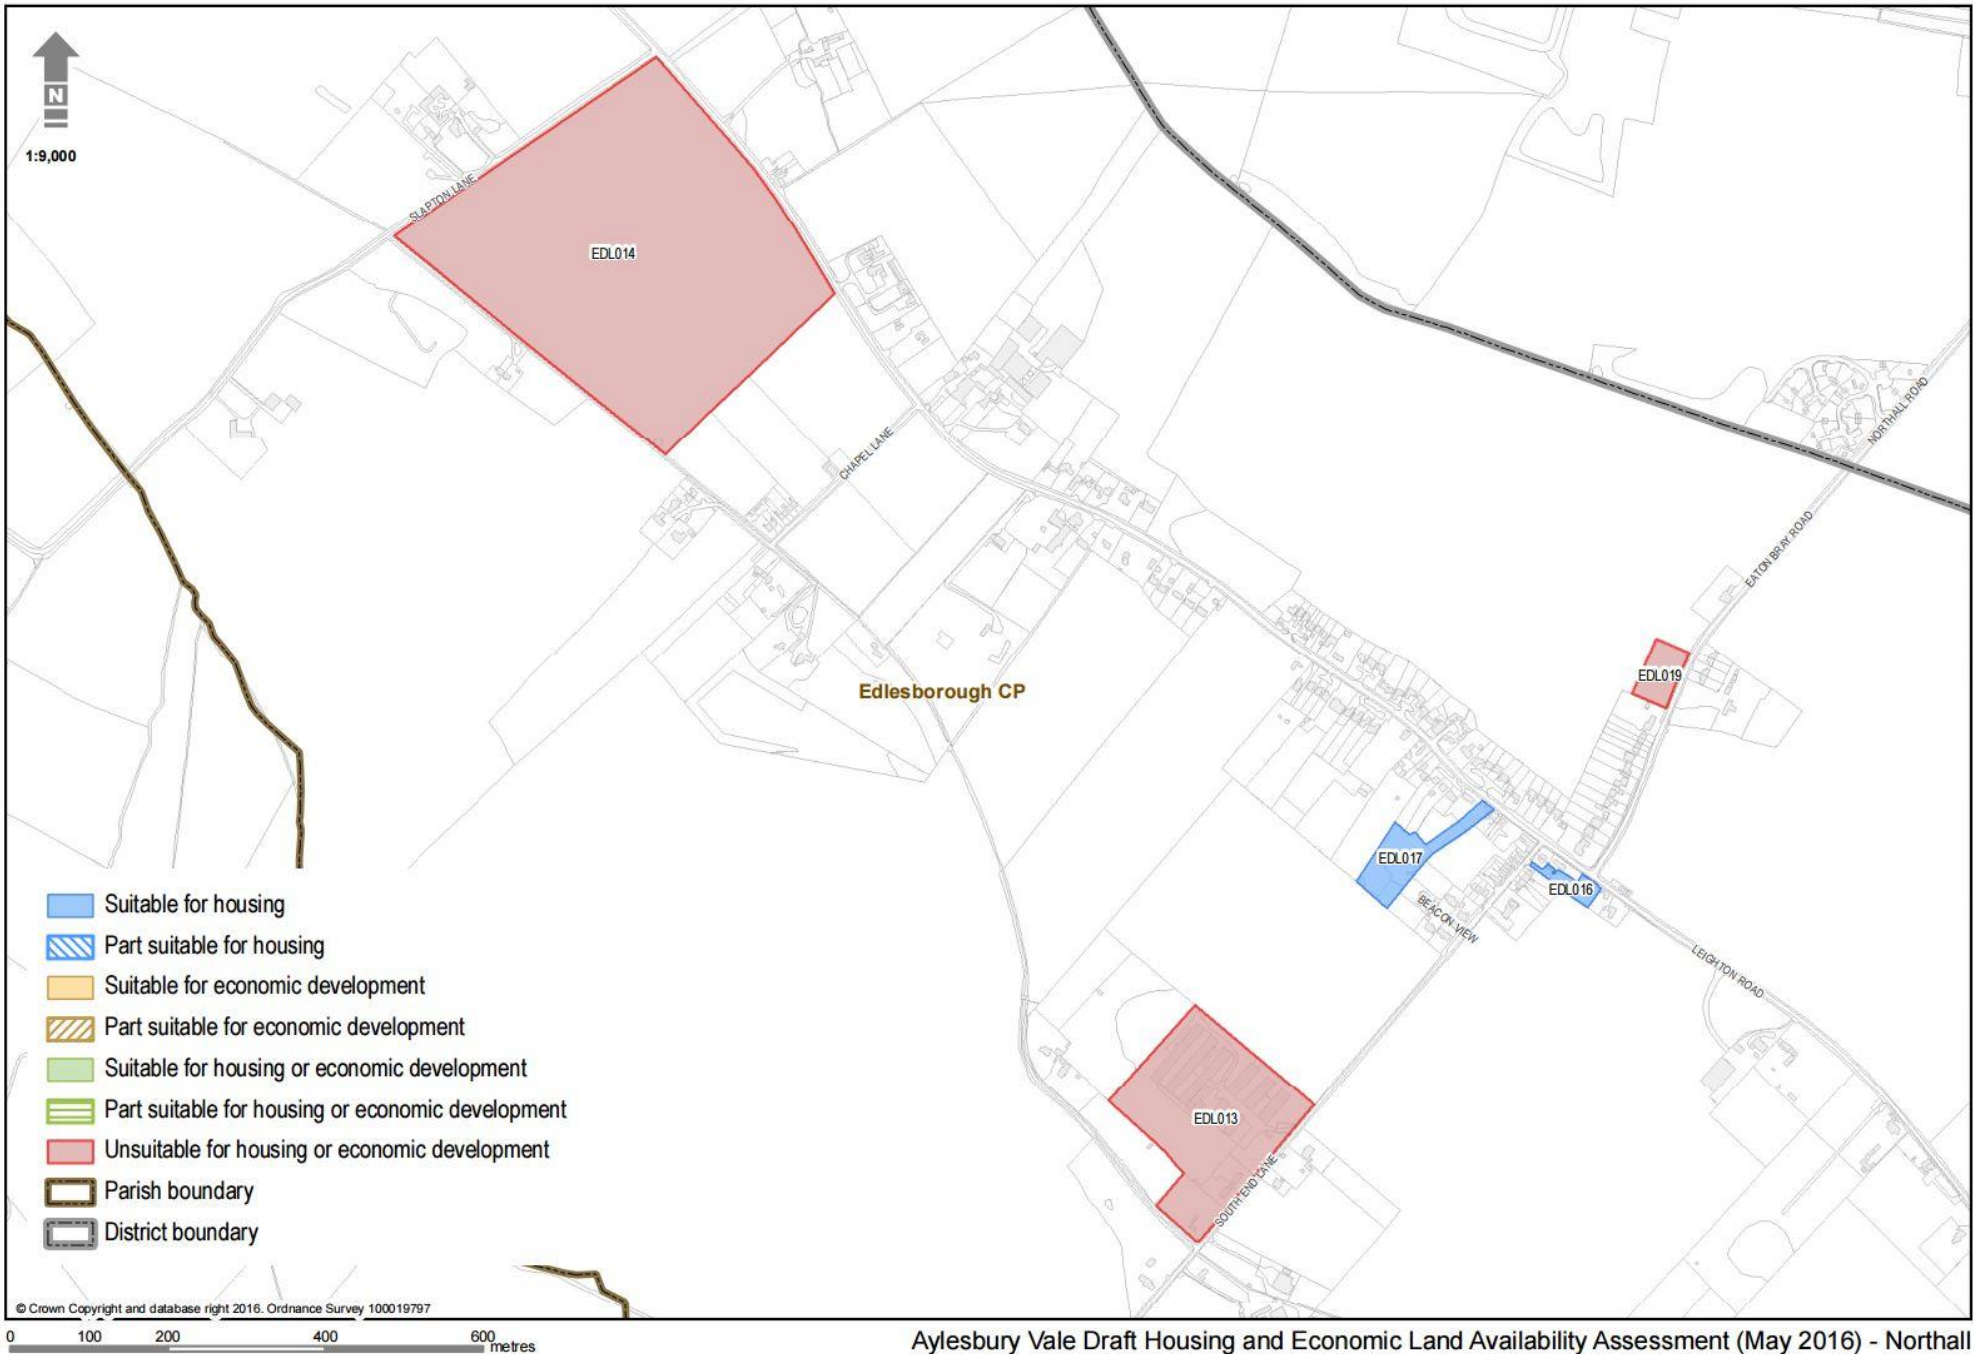 N
1:9,000
SLAPTON LANE
EDL014
CHAPEL LANE
NORTHALL ROAD
EATON BRAY ROAD
EDL019
Edlesborough CP
EDL017
EDL016
BEACON VIEW
LEIGHTON ROAD
EDL013
SOUTH END LANE
Suitable for housing
Part suitable for housing
Suitable for economic development
Part suitable for economic development
Suitable for housing or economic development
Part suitable for housing or economic development
Unsuitable for housing or economic development
Parish boundary
District boundary
© Crown Copyright and database right 2016. Ordnance Survey 100019797
0 100 200 400 600 metres
Aylesbury Vale Draft Housing and Economic Land Availability Assessment (May 2016) - Northall